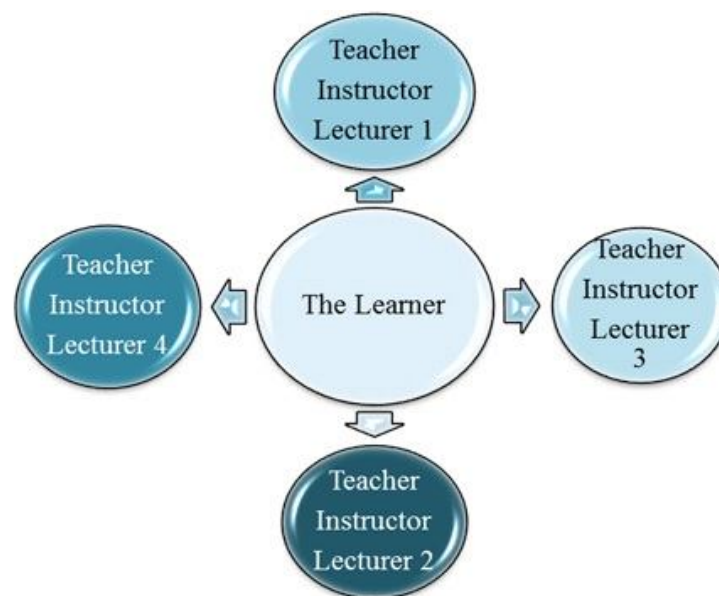 Teacher
Instructor
Lecturer 1
Teacher
Instructor
Lecturer 4
The Learner
Teacher
Instructor
Lecturer
3
Teacher
Instructor
Lecturer 2